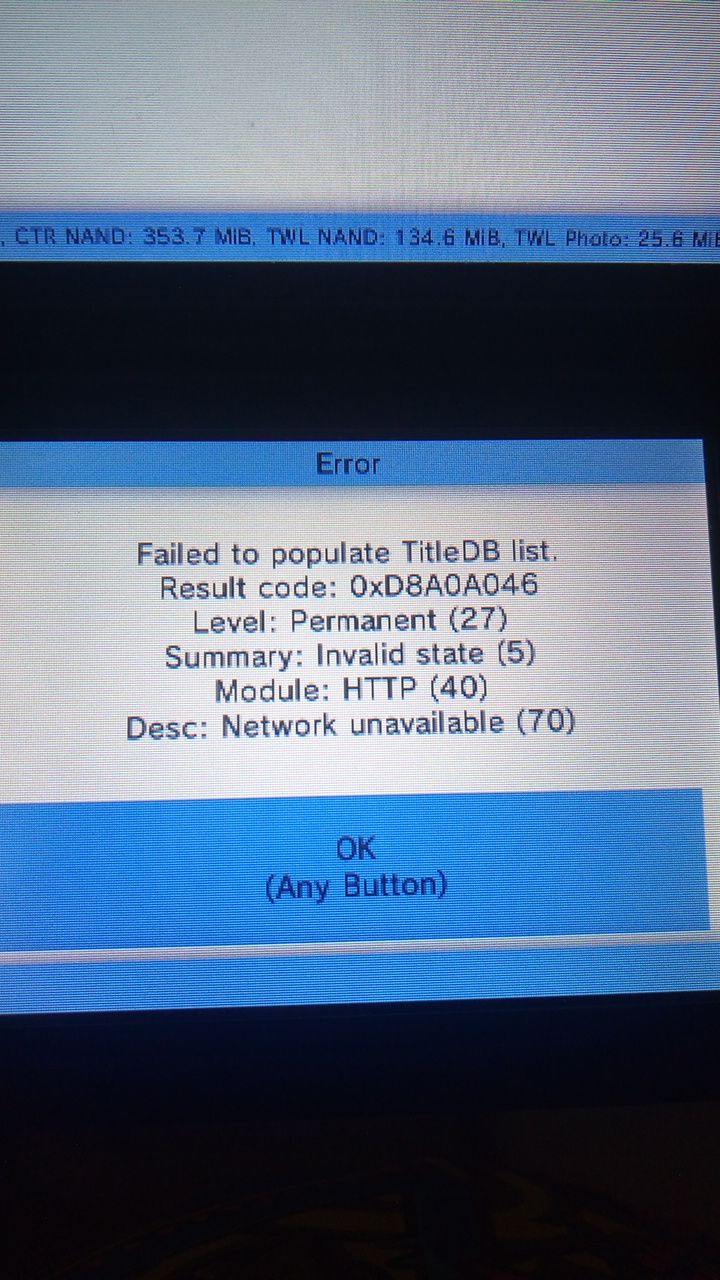 , CTR NAND: 353.7 MiB, TWL NAND: 134.6 MiB, TWL Photo: 25.6 MiB
Error
Failed to populate TitleDB list.
Result code: 0xD8A0A046
Level: Permanent (27)
Summary: Invalid state (5)
Module: HTTP (40)
Desc: Network unavailable (70)
OK
(Any Button)